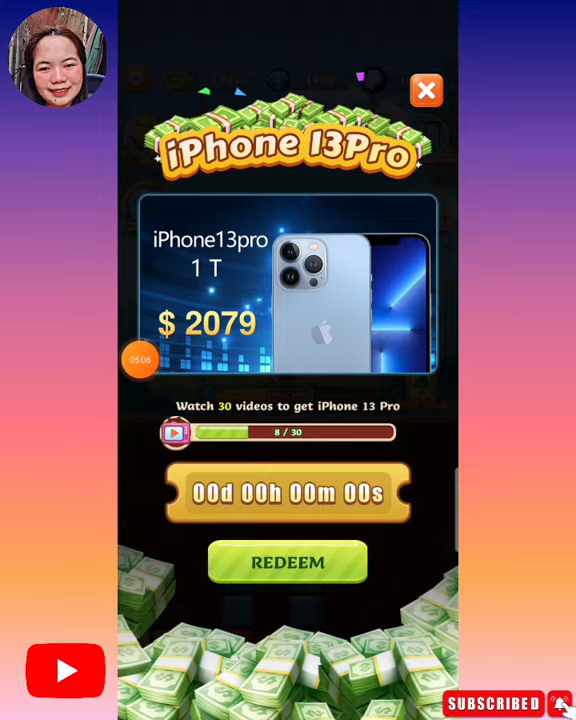 iPhone 13Pro
iPhone13pro
1 T
$ 2079
05:05
Watch 30 videos to get iPhone 13 Pro
8 / 30
00d 00h 00m 00s
REDEEM
SUBSCRIBED